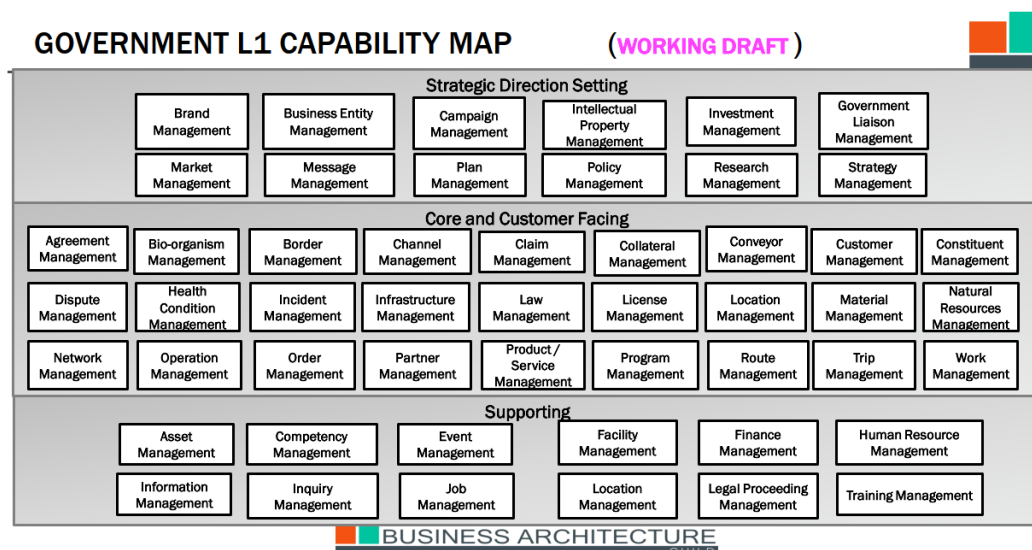 GOVERNMENT L1 CAPABILITY MAP (WORKING DRAFT)
Strategic Direction Setting
Brand
Management
Business Entity
Management
Campaign
Management
Intellectual
Property
Management
Investment
Management
Government
Liaison
Management
Market
Management
Message
Management
Plan
Management
Policy
Management
Research
Management
Strategy
Management
Core and Customer Facing
Agreement
Management
Bio-organism
Management
Border
Management
Channel
Management
Claim
Management
Collateral
Management
Conveyor
Management
Customer
Management
Constituent
Management
Dispute
Management
Health
Condition
Management
Incident
Management
Infrastructure
Management
Law
Management
License
Management
Location
Management
Material
Management
Natural
Resources
Management
Network
Management
Operation
Management
Order
Management
Partner
Management
Product /
Service
Management
Program
Management
Route
Management
Trip
Management
Work
Management
Supporting
Asset
Management
Competency
Management
Event
Management
Facility
Management
Finance
Management
Human Resource
Management
Information
Management
Inquiry
Management
Job
Management
Location
Management
Legal Proceeding
Management
Training Management
BUSINESS ARCHITECTURE